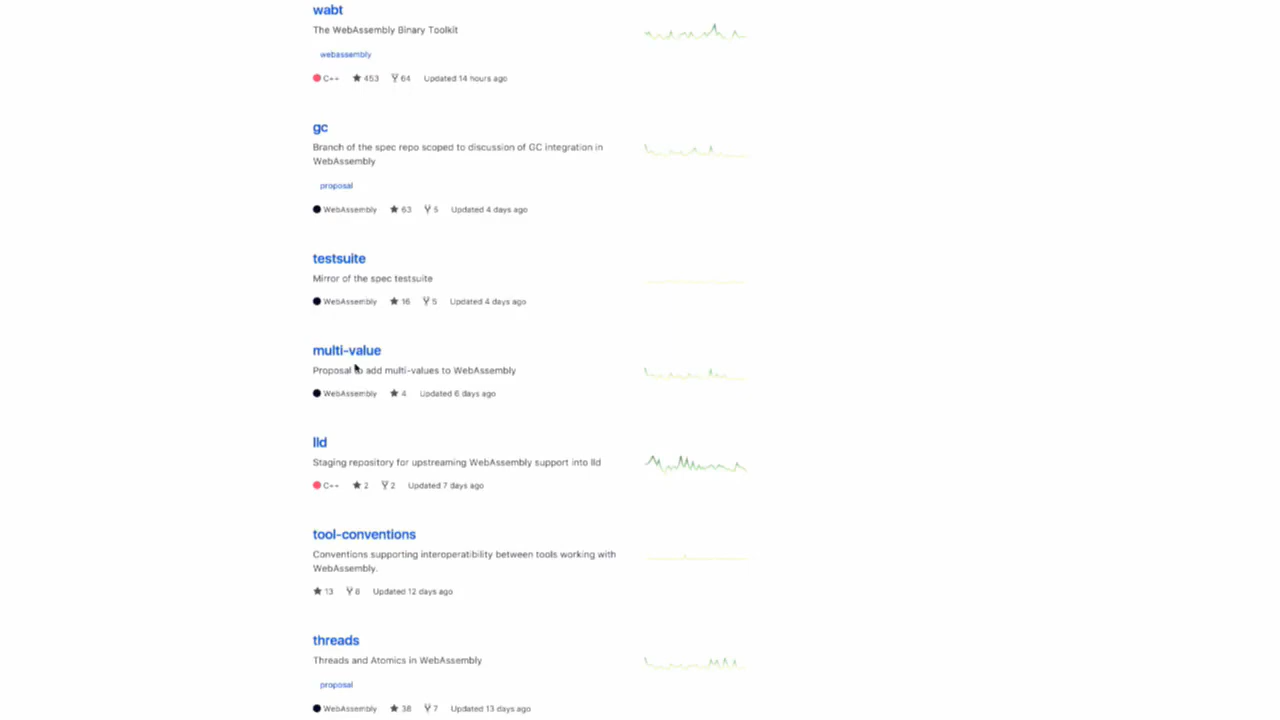 wabt
The WebAssembly Binary Toolkit
webassembly
C++ 453 64 Updated 14 hours ago
gc
Branch of the spec repo scoped to discussion of GC integration in
WebAssembly
proposal
WebAssembly 63 5 Updated 4 days ago
testsuite
Mirror of the spec testsuite
WebAssembly 16 5 Updated 4 days ago
multi-value
Proposal to add multi-values to WebAssembly
WebAssembly 4 Updated 6 days ago
lld
Staging repository for upstreaming WebAssembly support into lld
C++ 2 2 Updated 7 days ago
tool-conventions
Conventions supporting interoperatibility between tools working with
WebAssembly.
13 8 Updated 12 days ago
threads
Threads and Atomics in WebAssembly
proposal
WebAssembly 38 7 Updated 13 days ago